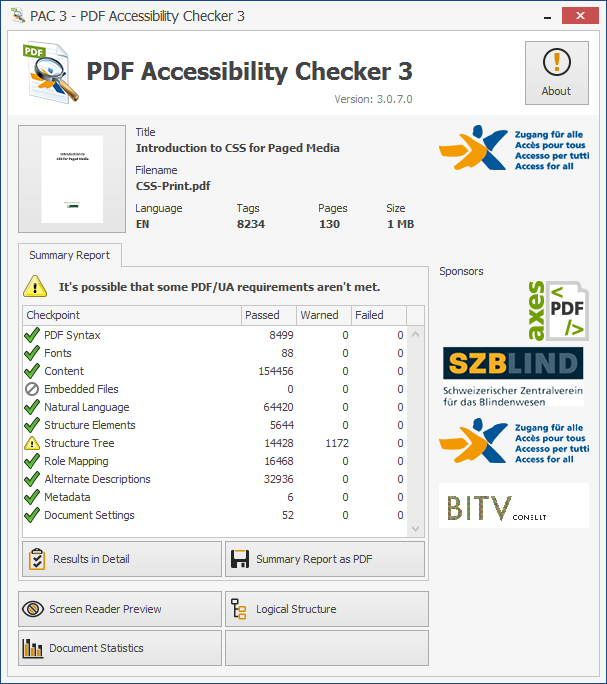 PAC 3 - PDF Accessibility Checker 3
PDF
PDF Accessibility Checker 3
Version: 3.0.7.0
About
Introduction to
CSS for Paged Media
Title
Introduction to CSS for Paged Media
Filename
CSS-Print.pdf
Language Tags Pages Size
EN 8234 130 1 MB
Zugang für alle
Accès pour tous
Accesso per tutti
Access for all
Summary Report
It's possible that some PDF/UA requirements aren't met.
Checkpoint Passed Warned Failed
PDF Syntax 8499 0 0
Fonts 88 0 0
Content 154456 0 0
Embedded Files 0 0 0
Natural Language 64420 0 0
Structure Elements 5644 0 0
Structure Tree 14428 1172 0
Role Mapping 16468 0 0
Alternate Descriptions 32936 0 0
Metadata 6 0 0
Document Settings 52 0 0
Results in Detail
Summary Report as PDF
Screen Reader Preview
Logical Structure
Document Statistics
Sponsors
axes
<
PDF
/>
SZBLIND
Schweizerischer Zentralverein
für das Blindenwesen
Zugang für alle
Accès pour tous
Accesso per tutti
Access for all
BITV CONSULT